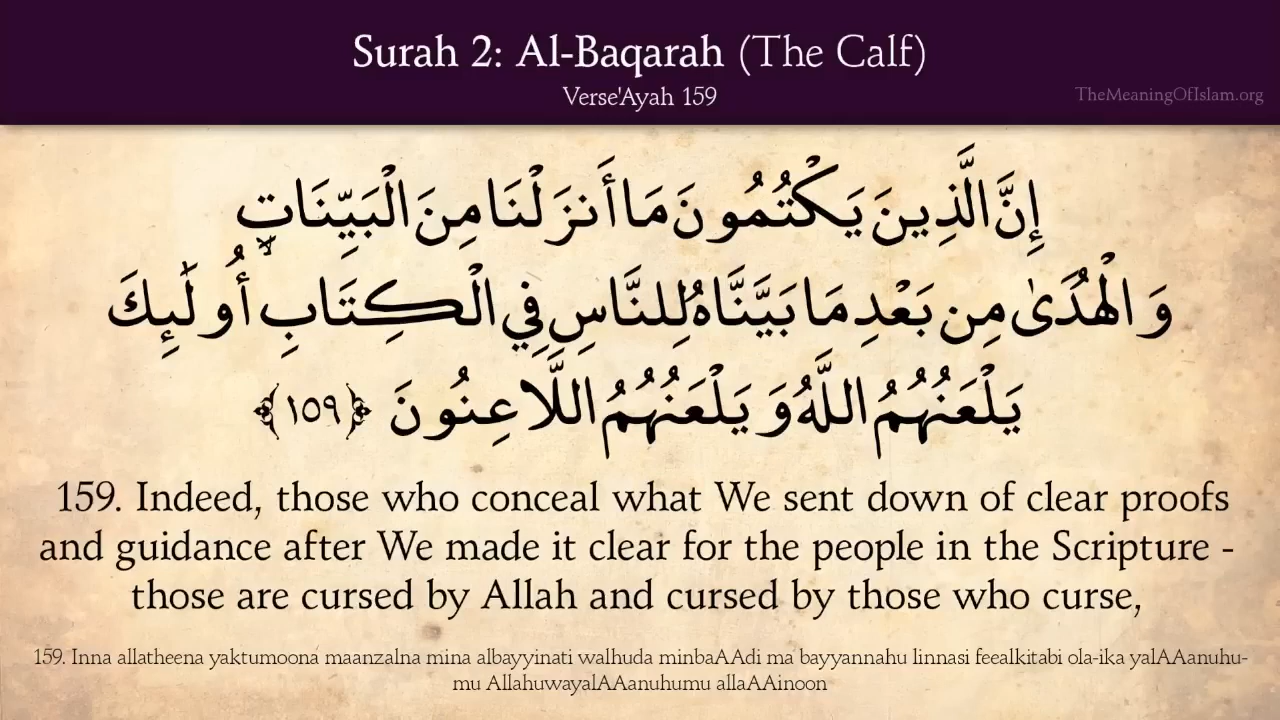 Surah 2: Al-Baqarah (The Calf)
Verse'Ayah 159
TheMeaningOfIslam.org
إِنَّ الَّذِينَ يَكْتُمُونَ مَا أَنزَلْنَا مِنَ الْبَيِّنَاتِ
وَالْهُدَىٰ مِن بَعْدِ مَا بَيَّنَّاهُ لِلنَّاسِ فِي الْكِتَابِ ۙ أُولَٰئِكَ
يَلْعَنُهُمُ اللَّهُ وَيَلْعَنُهُمُ اللَّاعِنُونَ ﴿١٥٩﴾
159. Indeed, those who conceal what We sent down of clear proofs
and guidance after We made it clear for the people in the Scripture -
those are cursed by Allah and cursed by those who curse,
159. Inna allatheena yaktumoona maanzalna mina albayyinati walhuda minbaAAdi ma bayyannahu linnasi feealkitabi ola-ika yalAAanuhu-
mu AllahuwayalAAanuhumu allaAAinoon